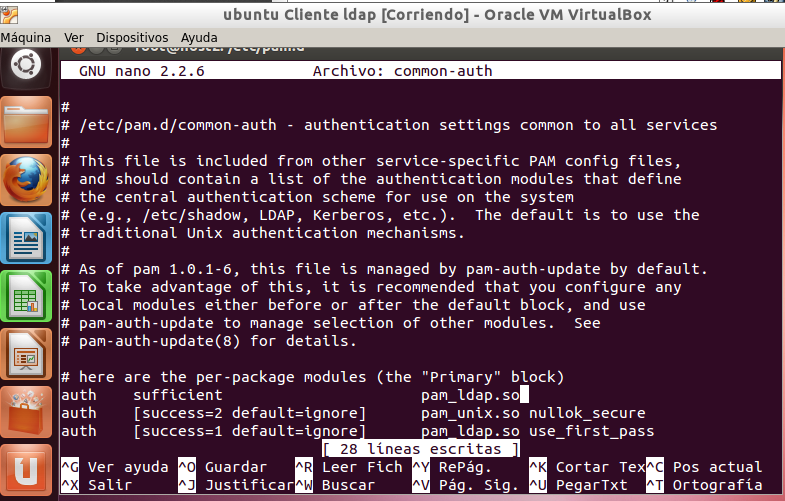 ubuntu Cliente ldap [Corriendo] - Oracle VM VirtualBox
Máquina Ver Dispositivos Ayuda
root@host2: /etc/pam.d
GNU nano 2.2.6 Archivo: common-auth
#
# /etc/pam.d/common-auth - authentication settings common to all services
#
# This file is included from other service-specific PAM config files,
# and should contain a list of the authentication modules that define
# the central authentication scheme for use on the system
# (e.g., /etc/shadow, LDAP, Kerberos, etc.). The default is to use the
# traditional Unix authentication mechanisms.
#
# As of pam 1.0.1-6, this file is managed by pam-auth-update by default.
# To take advantage of this, it is recommended that you configure any
# local modules either before or after the default block, and use
# pam-auth-update to manage selection of other modules. See
# pam-auth-update(8) for details.
# here are the per-package modules (the "Primary" block)
auth sufficient pam_ldap.so
auth [success=2 default=ignore] pam_unix.so nullok_secure
auth [success=1 default=ignore] pam_ldap.so use_first_pass
[ 28 líneas escritas ]
^G Ver ayuda ^O Guardar ^R Leer Fich ^Y RePág. ^K Cortar Tex ^C Pos actual
^X Salir ^J Justificar ^W Buscar ^V Pág. Sig. ^U PegarTxt ^T Ortografía